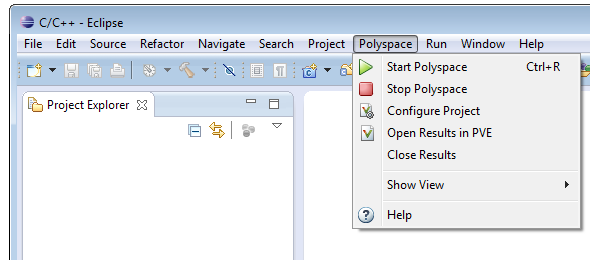 C/C++ - Eclipse
File Edit Source Refactor Navigate Search Project Polyspace Run Window Help
Project Explorer
Start Polyspace Ctrl+R
Stop Polyspace
Configure Project
Open Results in PVE
Close Results
Show View
Help